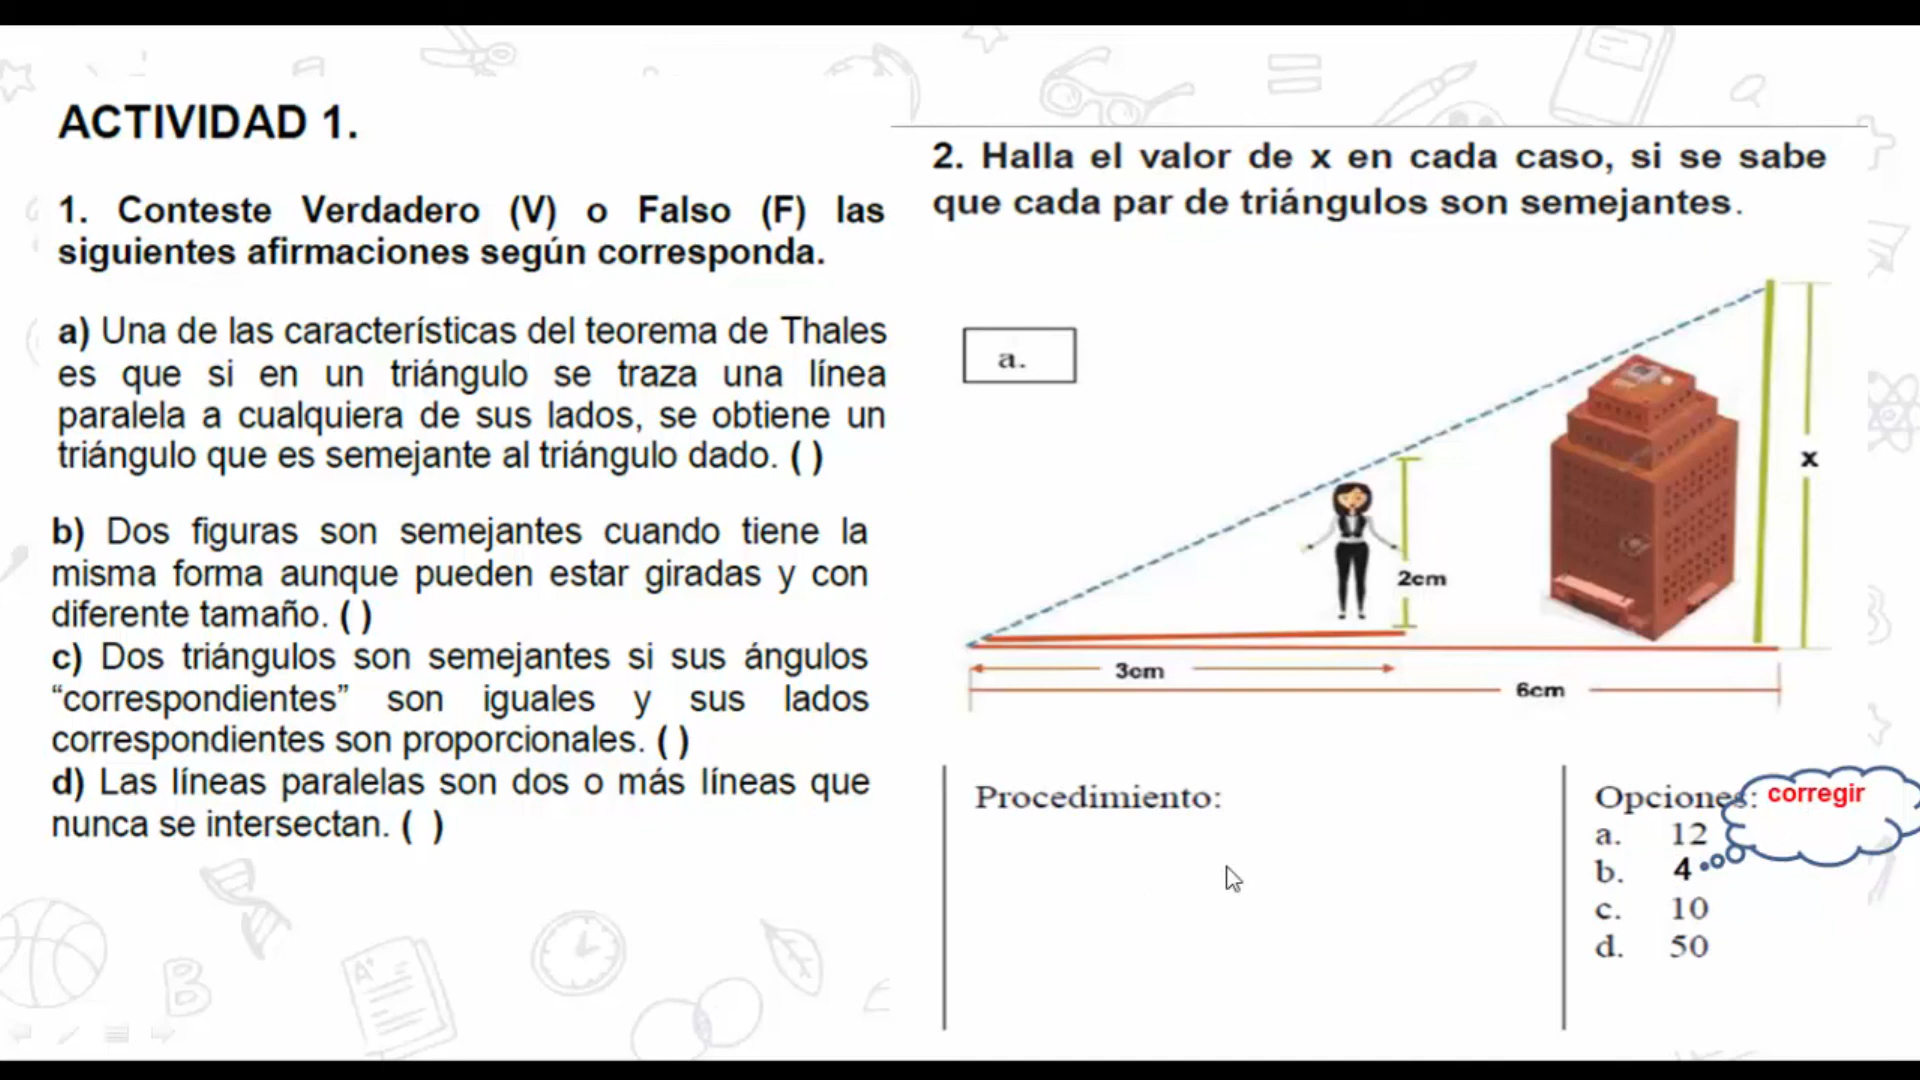 ACTIVIDAD 1.
1. Conteste Verdadero (V) o Falso (F) las
siguientes afirmaciones según corresponda.
a) Una de las características del teorema de Thales
es que si en un triángulo se traza una línea
paralela a cualquiera de sus lados, se obtiene un
triángulo que es semejante al triángulo dado. ( )
b) Dos figuras son semejantes cuando tiene la
misma forma aunque pueden estar giradas y con
diferente tamaño. ( )
c) Dos triángulos son semejantes si sus ángulos
“correspondientes” son iguales y sus lados
correspondientes son proporcionales. ( )
d) Las líneas paralelas son dos o más líneas que
nunca se intersectan. ( )
2. Halla el valor de x en cada caso, si se sabe
que cada par de triángulos son semejantes.
a.
x
2cm
3cm
6cm
Procedimiento:
Opciones:
corregir
a. 12
b. 4
c. 10
d. 50